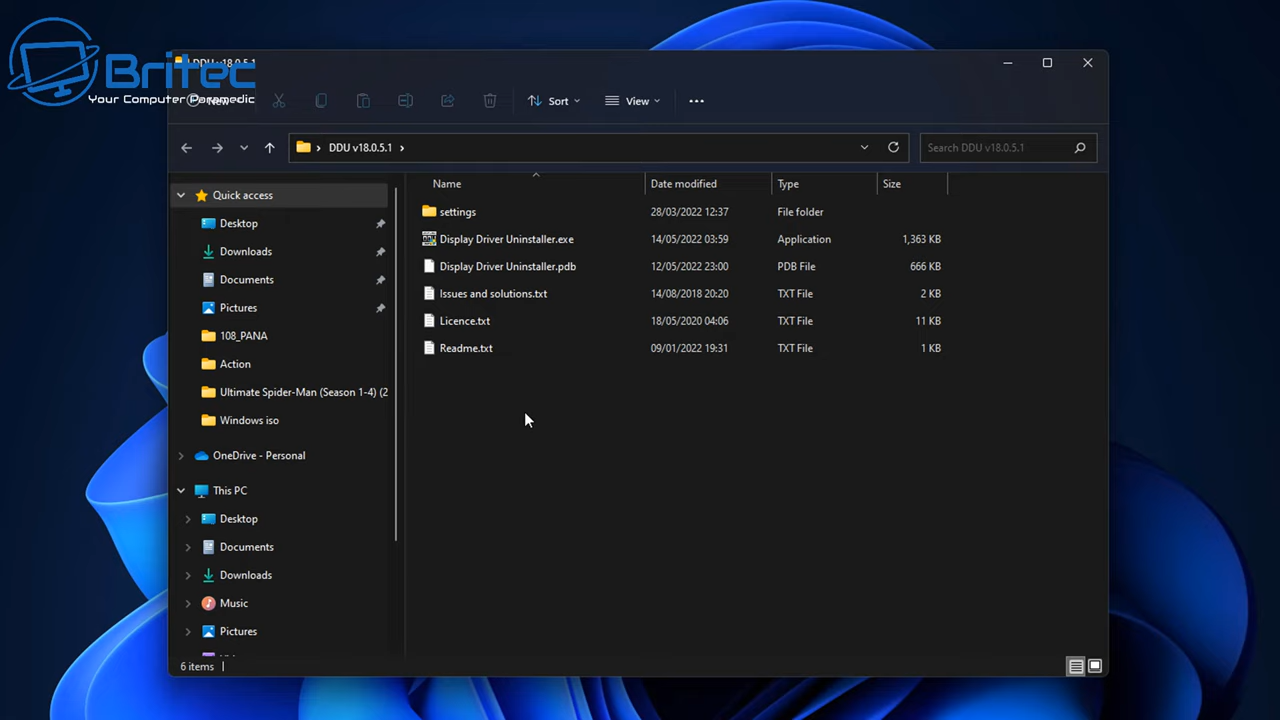 Britec
Your Computer Paramedic
DDU v18.0.5.1
New
Sort
View
DDU v18.0.5.1
Search DDU v18.0.5.1
Name Date modified Type Size
Quick access
Desktop
Downloads
Documents
Pictures
108_PANA
Action
Ultimate Spider-Man (Season 1-4) (2
Windows iso
OneDrive - Personal
This PC
Desktop
Documents
Downloads
Music
Pictures
settings 28/03/2022 12:37 File folder
Display Driver Uninstaller.exe 14/05/2022 03:59 Application 1,363 KB
Display Driver Uninstaller.pdb 12/05/2022 23:00 PDB File 666 KB
Issues and solutions.txt 14/08/2018 20:20 TXT File 2 KB
Licence.txt 18/05/2020 04:06 TXT File 11 KB
Readme.txt 09/01/2022 19:31 TXT File 1 KB
6 items